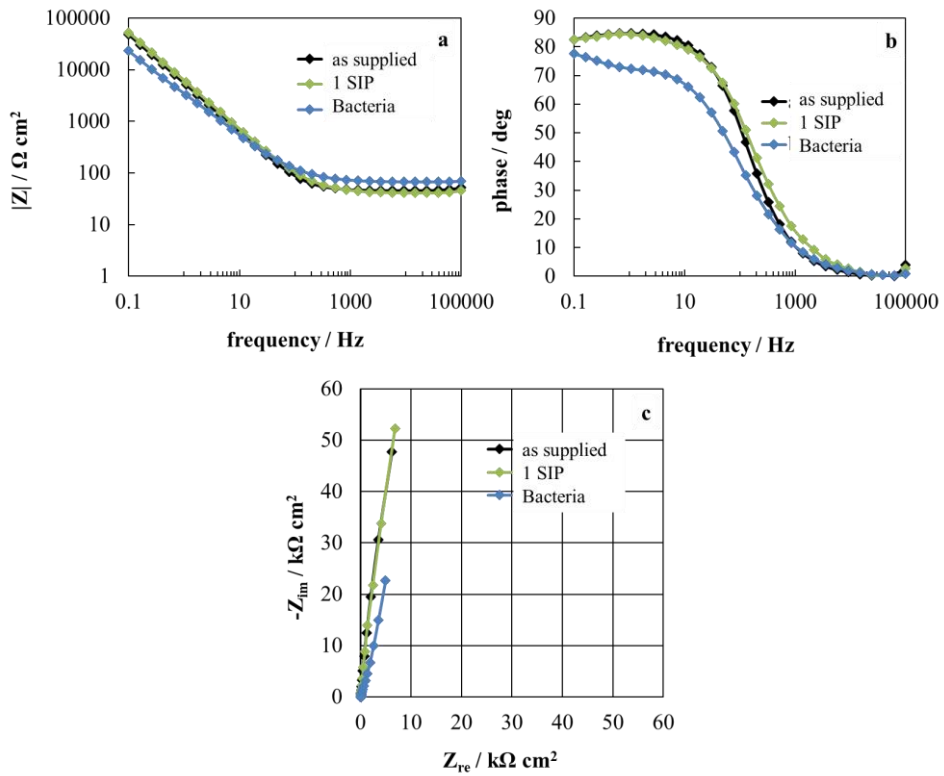 a
100000
10000
1000
100
10
1
|Z| / Ω cm²
as supplied
1 SIP
Bacteria
0.1
10
1000
100000
frequency / Hz
b
90
80
70
60
50
40
30
20
10
0
phase / deg
as supplied
1 SIP
Bacteria
0.1
10
1000
100000
frequency / Hz
c
60
50
40
30
20
10
0
-Zim / kΩ cm²
as supplied
1 SIP
Bacteria
0
10
20
30
40
50
60
Zre / kΩ cm²